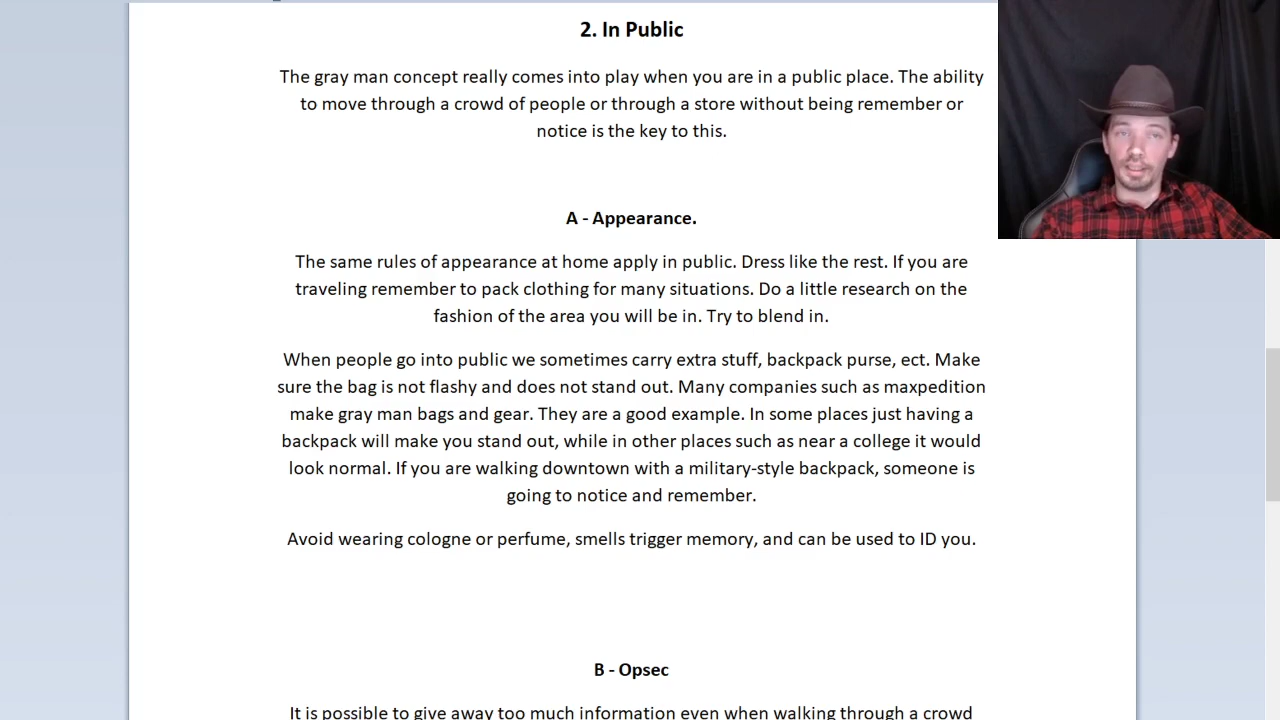 2. In Public
The gray man concept really comes into play when you are in a public place. The ability
to move through a crowd of people or through a store without being remember or
notice is the key to this.
A - Appearance.
The same rules of appearance at home apply in public. Dress like the rest. If you are
traveling remember to pack clothing for many situations. Do a little research on the
fashion of the area you will be in. Try to blend in.
When people go into public we sometimes carry extra stuff, backpack purse, ect. Make
sure the bag is not flashy and does not stand out. Many companies such as maxpedition
make gray man bags and gear. They are a good example. In some places just having a
backpack will make you stand out, while in other places such as near a college it would
look normal. If you are walking downtown with a military-style backpack, someone is
going to notice and remember.
Avoid wearing cologne or perfume, smells trigger memory, and can be used to ID you.
B - Opsec
It is possible to give away too much information even when walking through a crowd